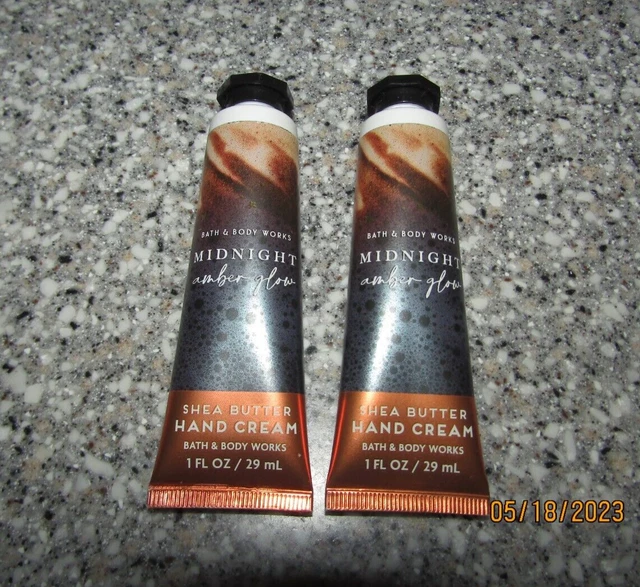 BATH & BODY WORKS
MIDNIGHT
amber glow
SHEA BUTTER
HAND CREAM
BATH & BODY WORKS
1 FL OZ / 29 mL
BATH & BODY WORKS
MIDNIGHT
amber glow
SHEA BUTTER
HAND CREAM
BATH & BODY WORKS
1 FL OZ / 29 mL
05/18/2023